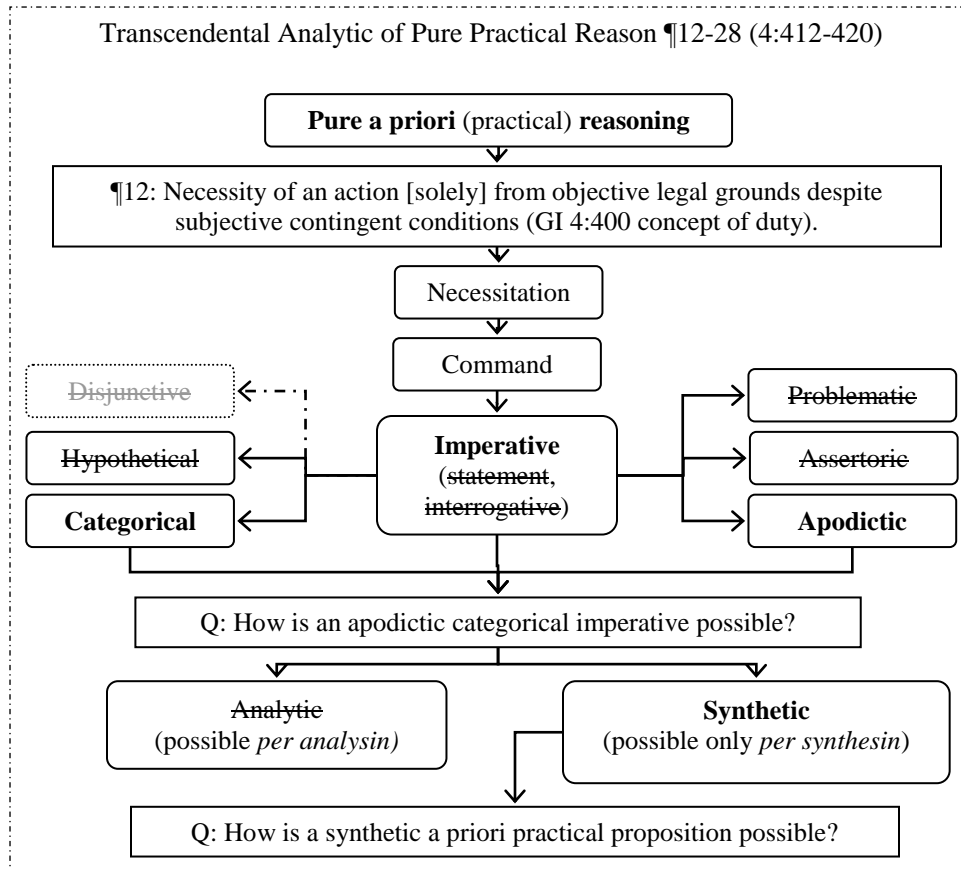 Transcendental Analytic of Pure Practical Reason ¶12-28 (4:412-420)
Pure a priori (practical) reasoning
¶12: Necessity of an action [solely] from objective legal grounds despite
subjective contingent conditions (GI 4:400 concept of duty).
Necessitation
Command
Disjunctive
Hypothetical
Categorical
Imperative
(statement,
interrogative)
Problematic
Assertoric
Apodictic
Q: How is an apodictic categorical imperative possible?
Analytic
(possible per analysin)
Synthetic
(possible only per synthesin)
Q: How is a synthetic a priori practical proposition possible?